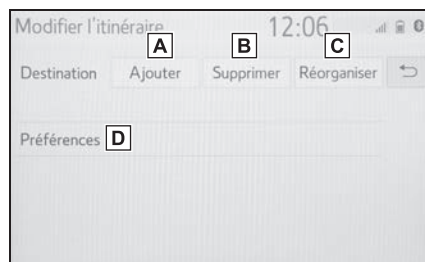 Modifier l'itinéraire 12:06
A B C
Destination Ajouter Supprimer Réorganiser
Préférences D